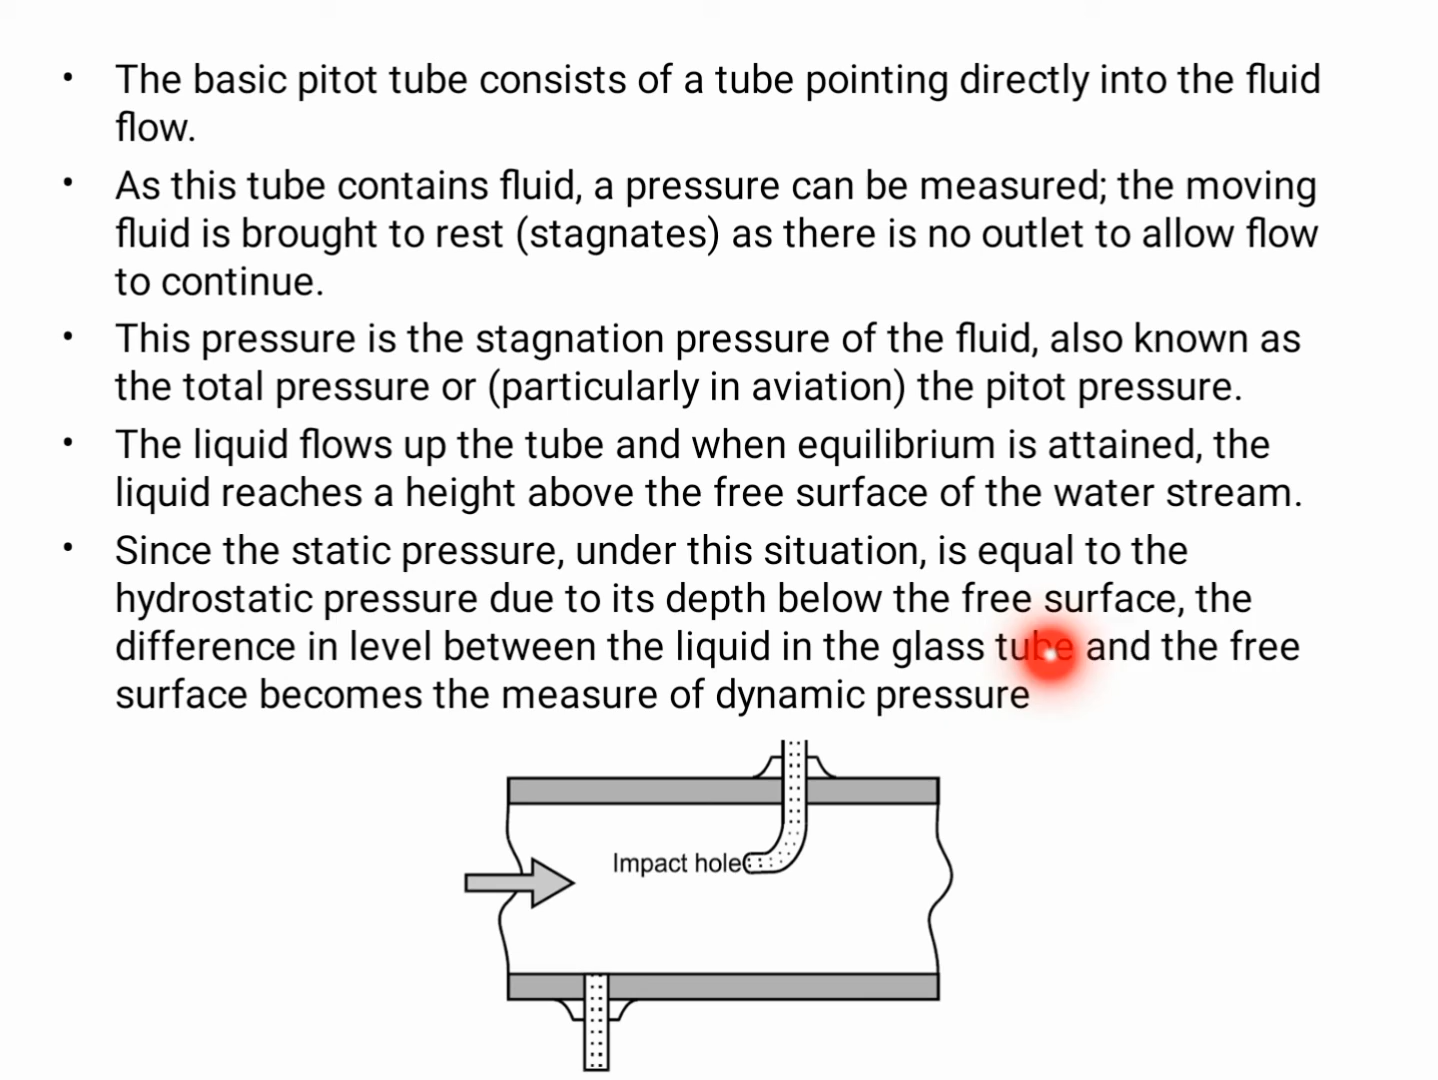 • The basic pitot tube consists of a tube pointing directly into the fluid
flow.
• As this tube contains fluid, a pressure can be measured; the moving
fluid is brought to rest (stagnates) as there is no outlet to allow flow
to continue.
• This pressure is the stagnation pressure of the fluid, also known as
the total pressure or (particularly in aviation) the pitot pressure.
• The liquid flows up the tube and when equilibrium is attained, the
liquid reaches a height above the free surface of the water stream.
• Since the static pressure, under this situation, is equal to the
hydrostatic pressure due to its depth below the free surface, the
difference in level between the liquid in the glass tube and the free
surface becomes the measure of dynamic pressure
Impact hole